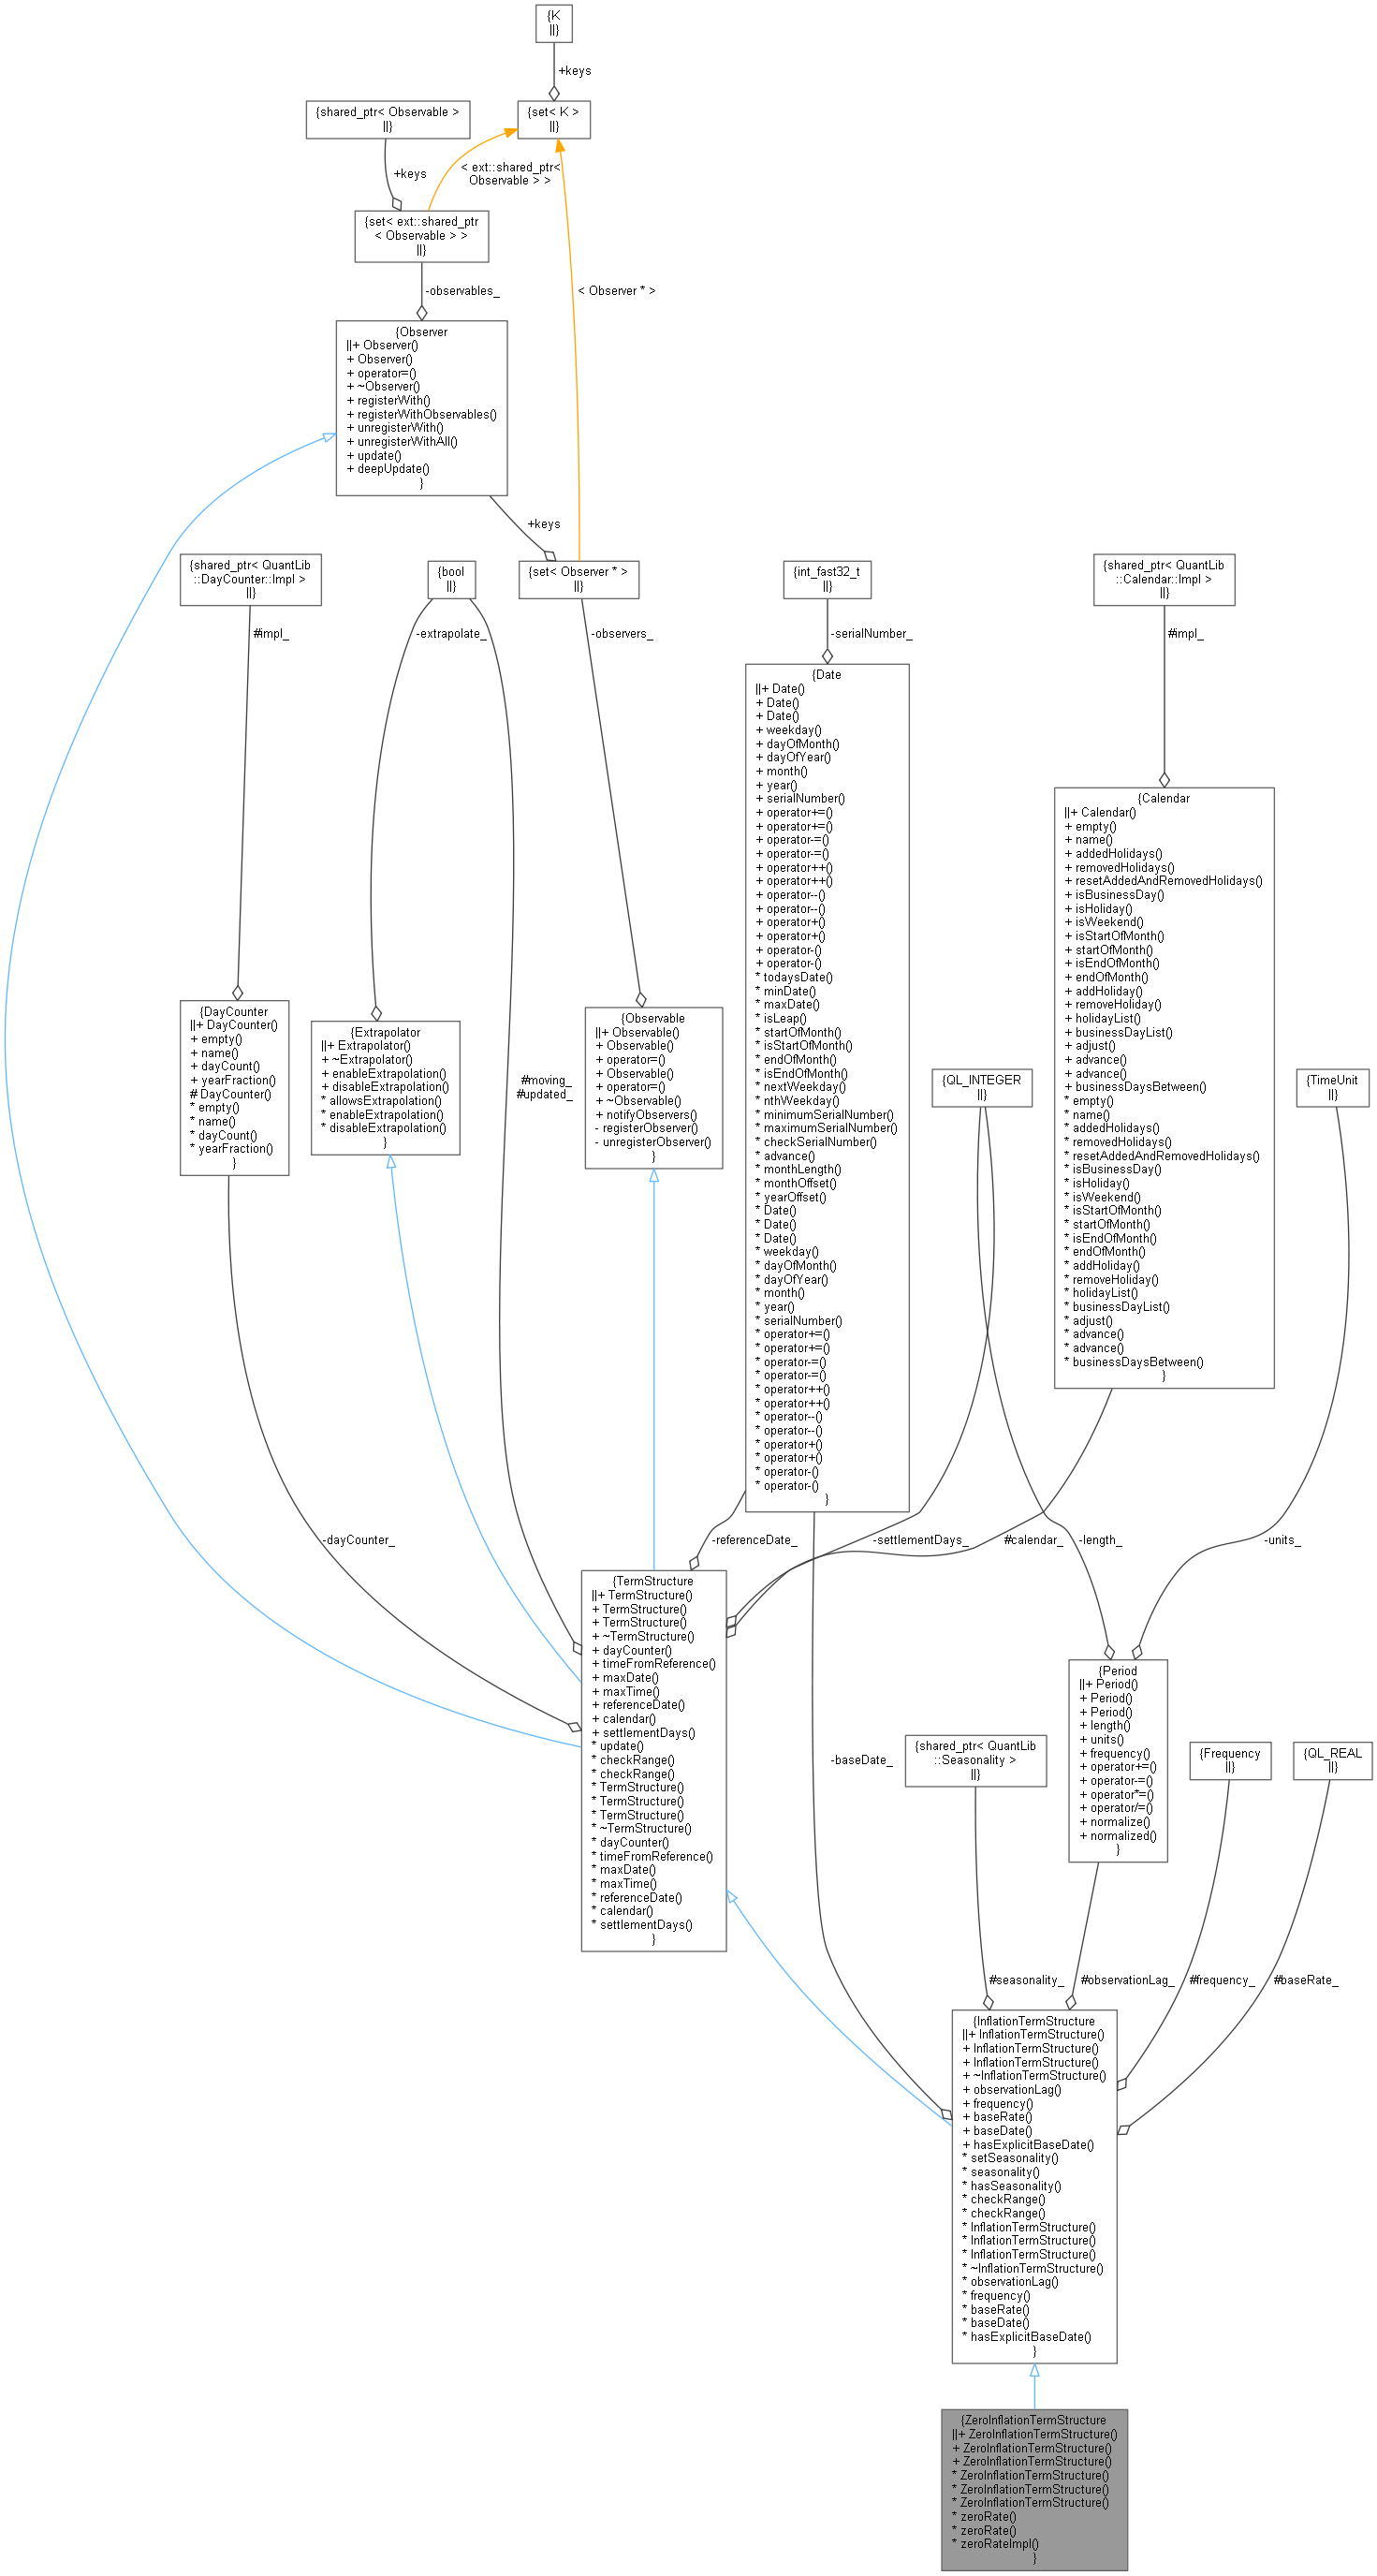 {K
||}
+keys
{shared_ptr< Observable >
||}
{set< K >
||}
+keys
< ext::shared_ptr<
Observable > >
{set< ext::shared_ptr
< Observable > >
||}
-observables_
< Observer * >
{Observer
||+ Observer()
+ Observer()
+ operator=()
+ ~Observer()
+ registerWith()
+ registerWithObservables()
+ unregisterWith()
+ unregisterWithAll()
+ update()
+ deepUpdate()
}
+keys
{shared_ptr< QuantLib
::DayCounter::Impl >
||}
{bool
||}
{set< Observer * >
||}
{int_fast32_t
||}
{shared_ptr< QuantLib
::Calendar::Impl >
||}
#impl_
-extrapolate_
-observers_
-serialNumber_
#impl_
{Date
||+ Date()
+ Date()
+ Date()
+ weekday()
+ dayOfMonth()
+ dayOfYear()
+ month()
+ year()
+ serialNumber()
+ operator+=()
+ operator+=()
+ operator-=()
+ operator-=()
+ operator++()
+ operator++()
+ operator--()
+ operator--()
+ operator+()
+ operator+()
+ operator-()
+ operator-()
* todaysDate()
* minDate()
* maxDate()
* isLeap()
* startOfMonth()
* isStartOfMonth()
* endOfMonth()
* isEndOfMonth()
* nextWeekday()
* nthWeekday()
* minimumSerialNumber()
* maximumSerialNumber()
* checkSerialNumber()
* advance()
* monthLength()
* monthOffset()
* yearOffset()
* Date()
* Date()
* Date()
* weekday()
* dayOfMonth()
* dayOfYear()
* month()
* year()
* serialNumber()
* operator+=()
* operator+=()
* operator-=()
* operator-=()
* operator++()
* operator++()
* operator--()
* operator--()
* operator+()
* operator+()
* operator-()
* operator-()
}
{Calendar
||+ Calendar()
+ empty()
+ name()
+ addedHolidays()
+ removedHolidays()
+ resetAddedAndRemovedHolidays()
+ isBusinessDay()
+ isHoliday()
+ isWeekend()
+ isStartOfMonth()
+ startOfMonth()
+ isEndOfMonth()
+ endOfMonth()
+ addHoliday()
+ removeHoliday()
+ holidayList()
+ businessDayList()
+ adjust()
+ advance()
+ advance()
+ businessDaysBetween()
* empty()
* name()
* addedHolidays()
* removedHolidays()
* resetAddedAndRemovedHolidays()
* isBusinessDay()
* isHoliday()
* isWeekend()
* isStartOfMonth()
* startOfMonth()
* isEndOfMonth()
* endOfMonth()
* addHoliday()
* removeHoliday()
* holidayList()
* businessDayList()
* adjust()
* advance()
* advance()
* businessDaysBetween()
}
{DayCounter
||+ DayCounter()
+ empty()
+ name()
+ dayCount()
+ yearFraction()
# DayCounter()
* empty()
* name()
* dayCount()
* yearFraction()
}
{Extrapolator
||+ Extrapolator()
+ ~Extrapolator()
+ enableExtrapolation()
+ disableExtrapolation()
* allowsExtrapolation()
* enableExtrapolation()
* disableExtrapolation()
}
#moving_
#updated_
{Observable
||+ Observable()
+ Observable()
+ operator=()
+ Observable()
+ operator=()
+ ~Observable()
+ notifyObservers()
- registerObserver()
- unregisterObserver()
}
{QL_INTEGER
||}
{TimeUnit
||}
-dayCounter_
-referenceDate_
-settlementDays_
#calendar_
-length_
-units_
{TermStructure
||+ TermStructure()
+ TermStructure()
+ TermStructure()
+ ~TermStructure()
+ dayCounter()
+ timeFromReference()
+ maxDate()
+ maxTime()
+ referenceDate()
+ calendar()
+ settlementDays()
* update()
* checkRange()
* checkRange()
* TermStructure()
* TermStructure()
* TermStructure()
* ~TermStructure()
* dayCounter()
* timeFromReference()
* maxDate()
* maxTime()
* referenceDate()
* calendar()
* settlementDays()
}
-baseDate_
{shared_ptr< QuantLib
::Seasonality >
||}
{Period
||+ Period()
+ Period()
+ Period()
+ length()
+ units()
+ frequency()
+ operator+=()
+ operator-=()
+ operator*=()
+ operator/=()
+ normalize()
+ normalized()
}
{Frequency
||}
{QL_REAL
||}
#seasonality_
#observationLag_
#frequency_
#baseRate_
{InflationTermStructure
||+ InflationTermStructure()
+ InflationTermStructure()
+ InflationTermStructure()
+ ~InflationTermStructure()
+ observationLag()
+ frequency()
+ baseRate()
+ baseDate()
+ hasExplicitBaseDate()
* setSeasonality()
* seasonality()
* hasSeasonality()
* checkRange()
* checkRange()
* InflationTermStructure()
* InflationTermStructure()
* InflationTermStructure()
* ~InflationTermStructure()
* observationLag()
* frequency()
* baseRate()
* baseDate()
* hasExplicitBaseDate()
}
{ZeroInflationTermStructure
||+ ZeroInflationTermStructure()
+ ZeroInflationTermStructure()
+ ZeroInflationTermStructure()
* ZeroInflationTermStructure()
* ZeroInflationTermStructure()
* ZeroInflationTermStructure()
* zeroRate()
* zeroRate()
* zeroRateImpl()
}